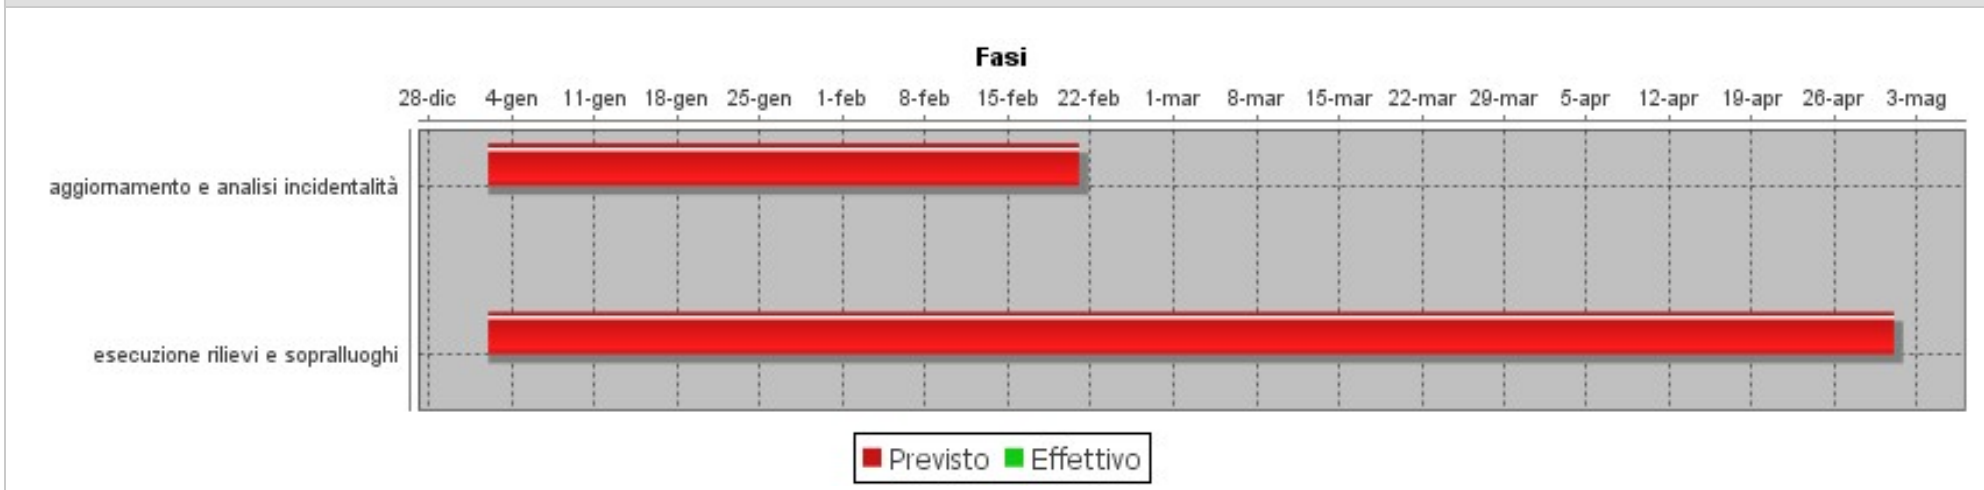 Fasi
28-dic 4-gen 11-gen 18-gen 25-gen 1-feb 8-feb 15-feb 22-feb 1-mar 8-mar 15-mar 22-mar 29-mar 5-apr 12-apr 19-apr 26-apr 3-mag
aggiornamento e analisi incidentalità
esecuzione rilievi e sopralluoghi
Previsto Effettivo